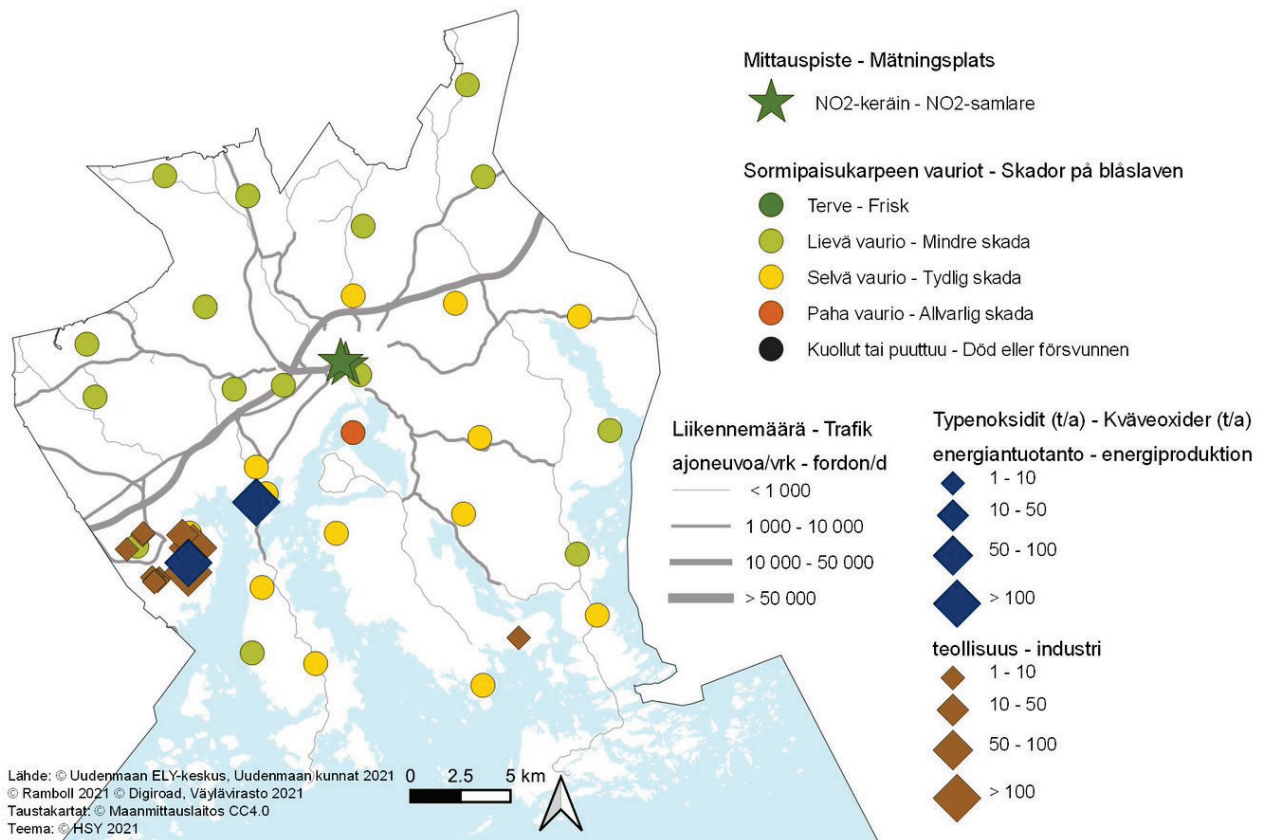 Mittauspiste - Mätningsplats
NO2-keräin - NO2-samlare
Sormipaisukarpeen vauriot - Skador på blåslaven
Terve - Frisk
Lievä vaurio - Mindre skada
Selvä vaurio - Tydlig skada
Paha vaurio - Allvarlig skada
Kuollut tai puuttuu - Död eller försvunnen
Liikennemäärä - Trafik
ajoneuvoa/vrk - fordon/d
< 1 000
1 000 - 10 000
10 000 - 50 000
> 50 000
Typenoksidit (t/a) - Kväveoxider (t/a)
energiantuotanto - energiproduktion
1 - 10
10 - 50
50 - 100
> 100
teollisuus - industri
1 - 10
10 - 50
50 - 100
> 100
Lähde: © Uudenmaan ELY-keskus, Uudenmaan kunnat 2021
© Ramboll 2021 © Digiroad, Väylävirasto 2021
Taustakartat: © Maanmittauslaitos CC4.0
Teema: © HSY 2021
0 2.5 5 km